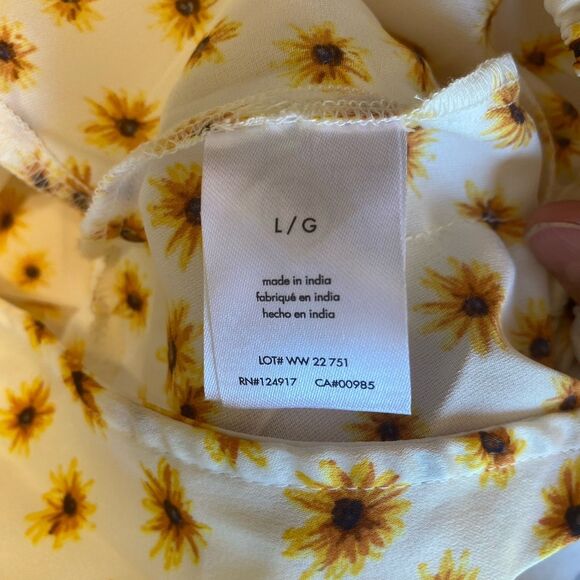 L / G
made in india
fabriqué en india
hecho en india
LOT# WW 22 751
RN#124917 CA#00985